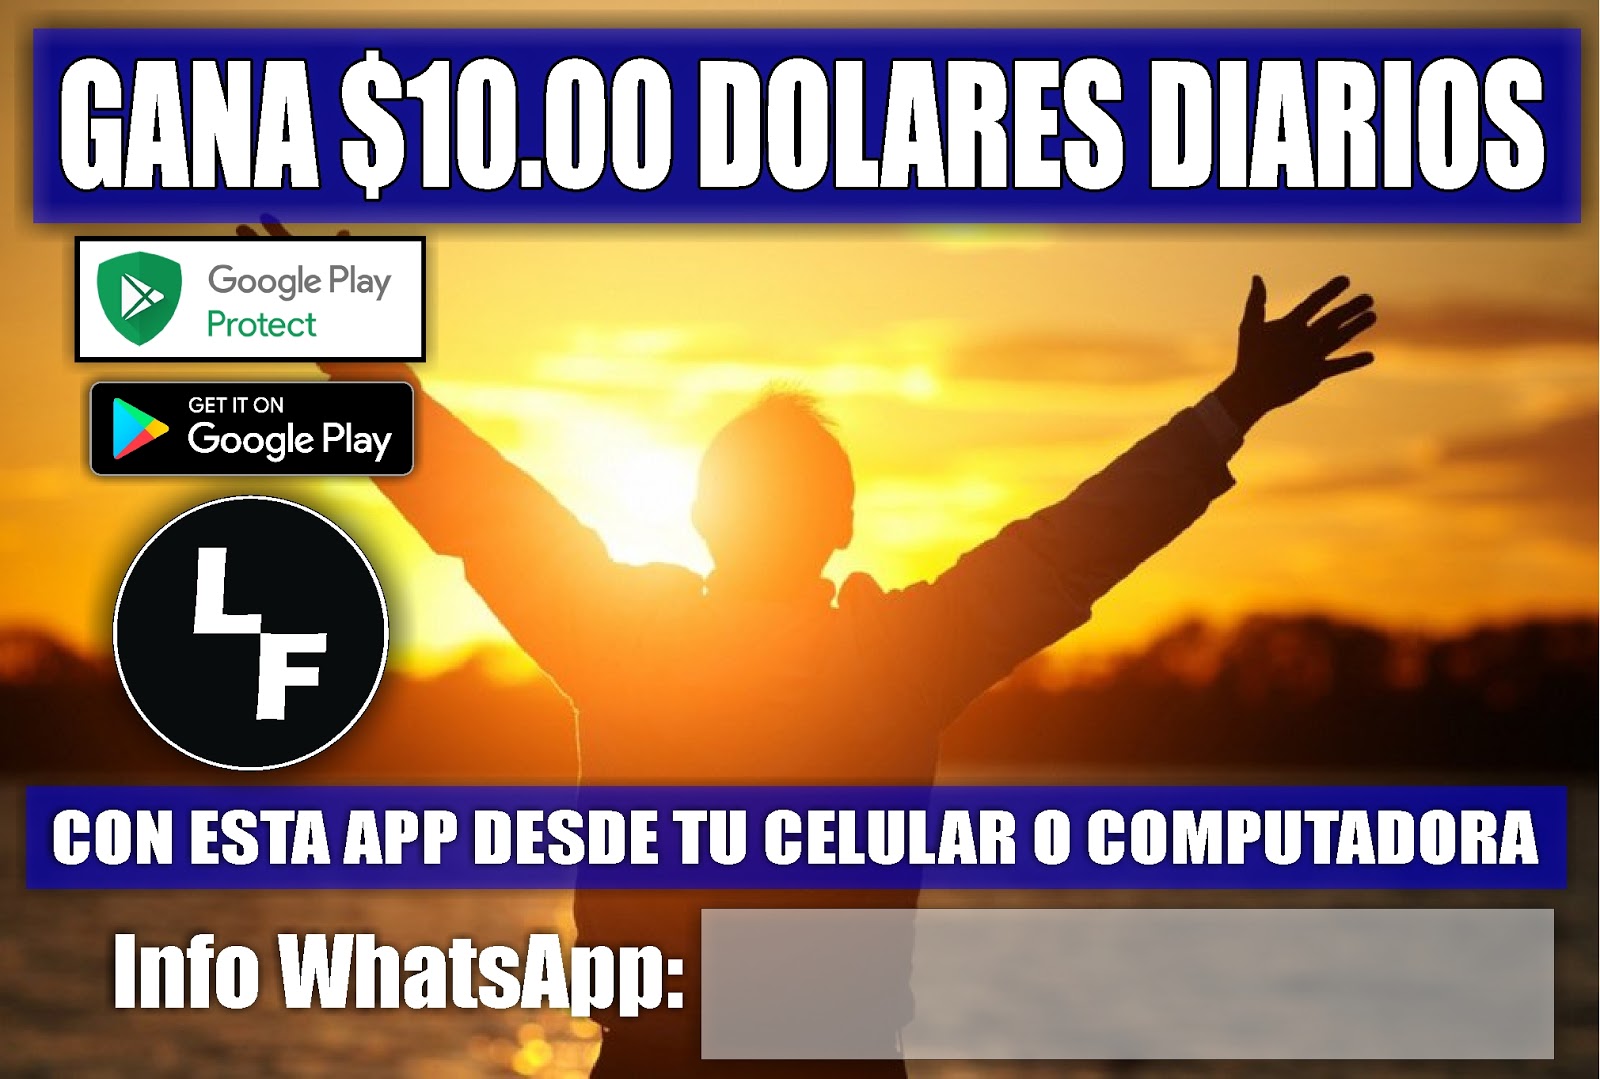 GANA $10.00 DOLARES DIARIOS
Google Play
Protect
GET IT ON
Google Play
L
F
CON ESTA APP DESDE TU CELULAR O COMPUTADORA
Info WhatsApp: